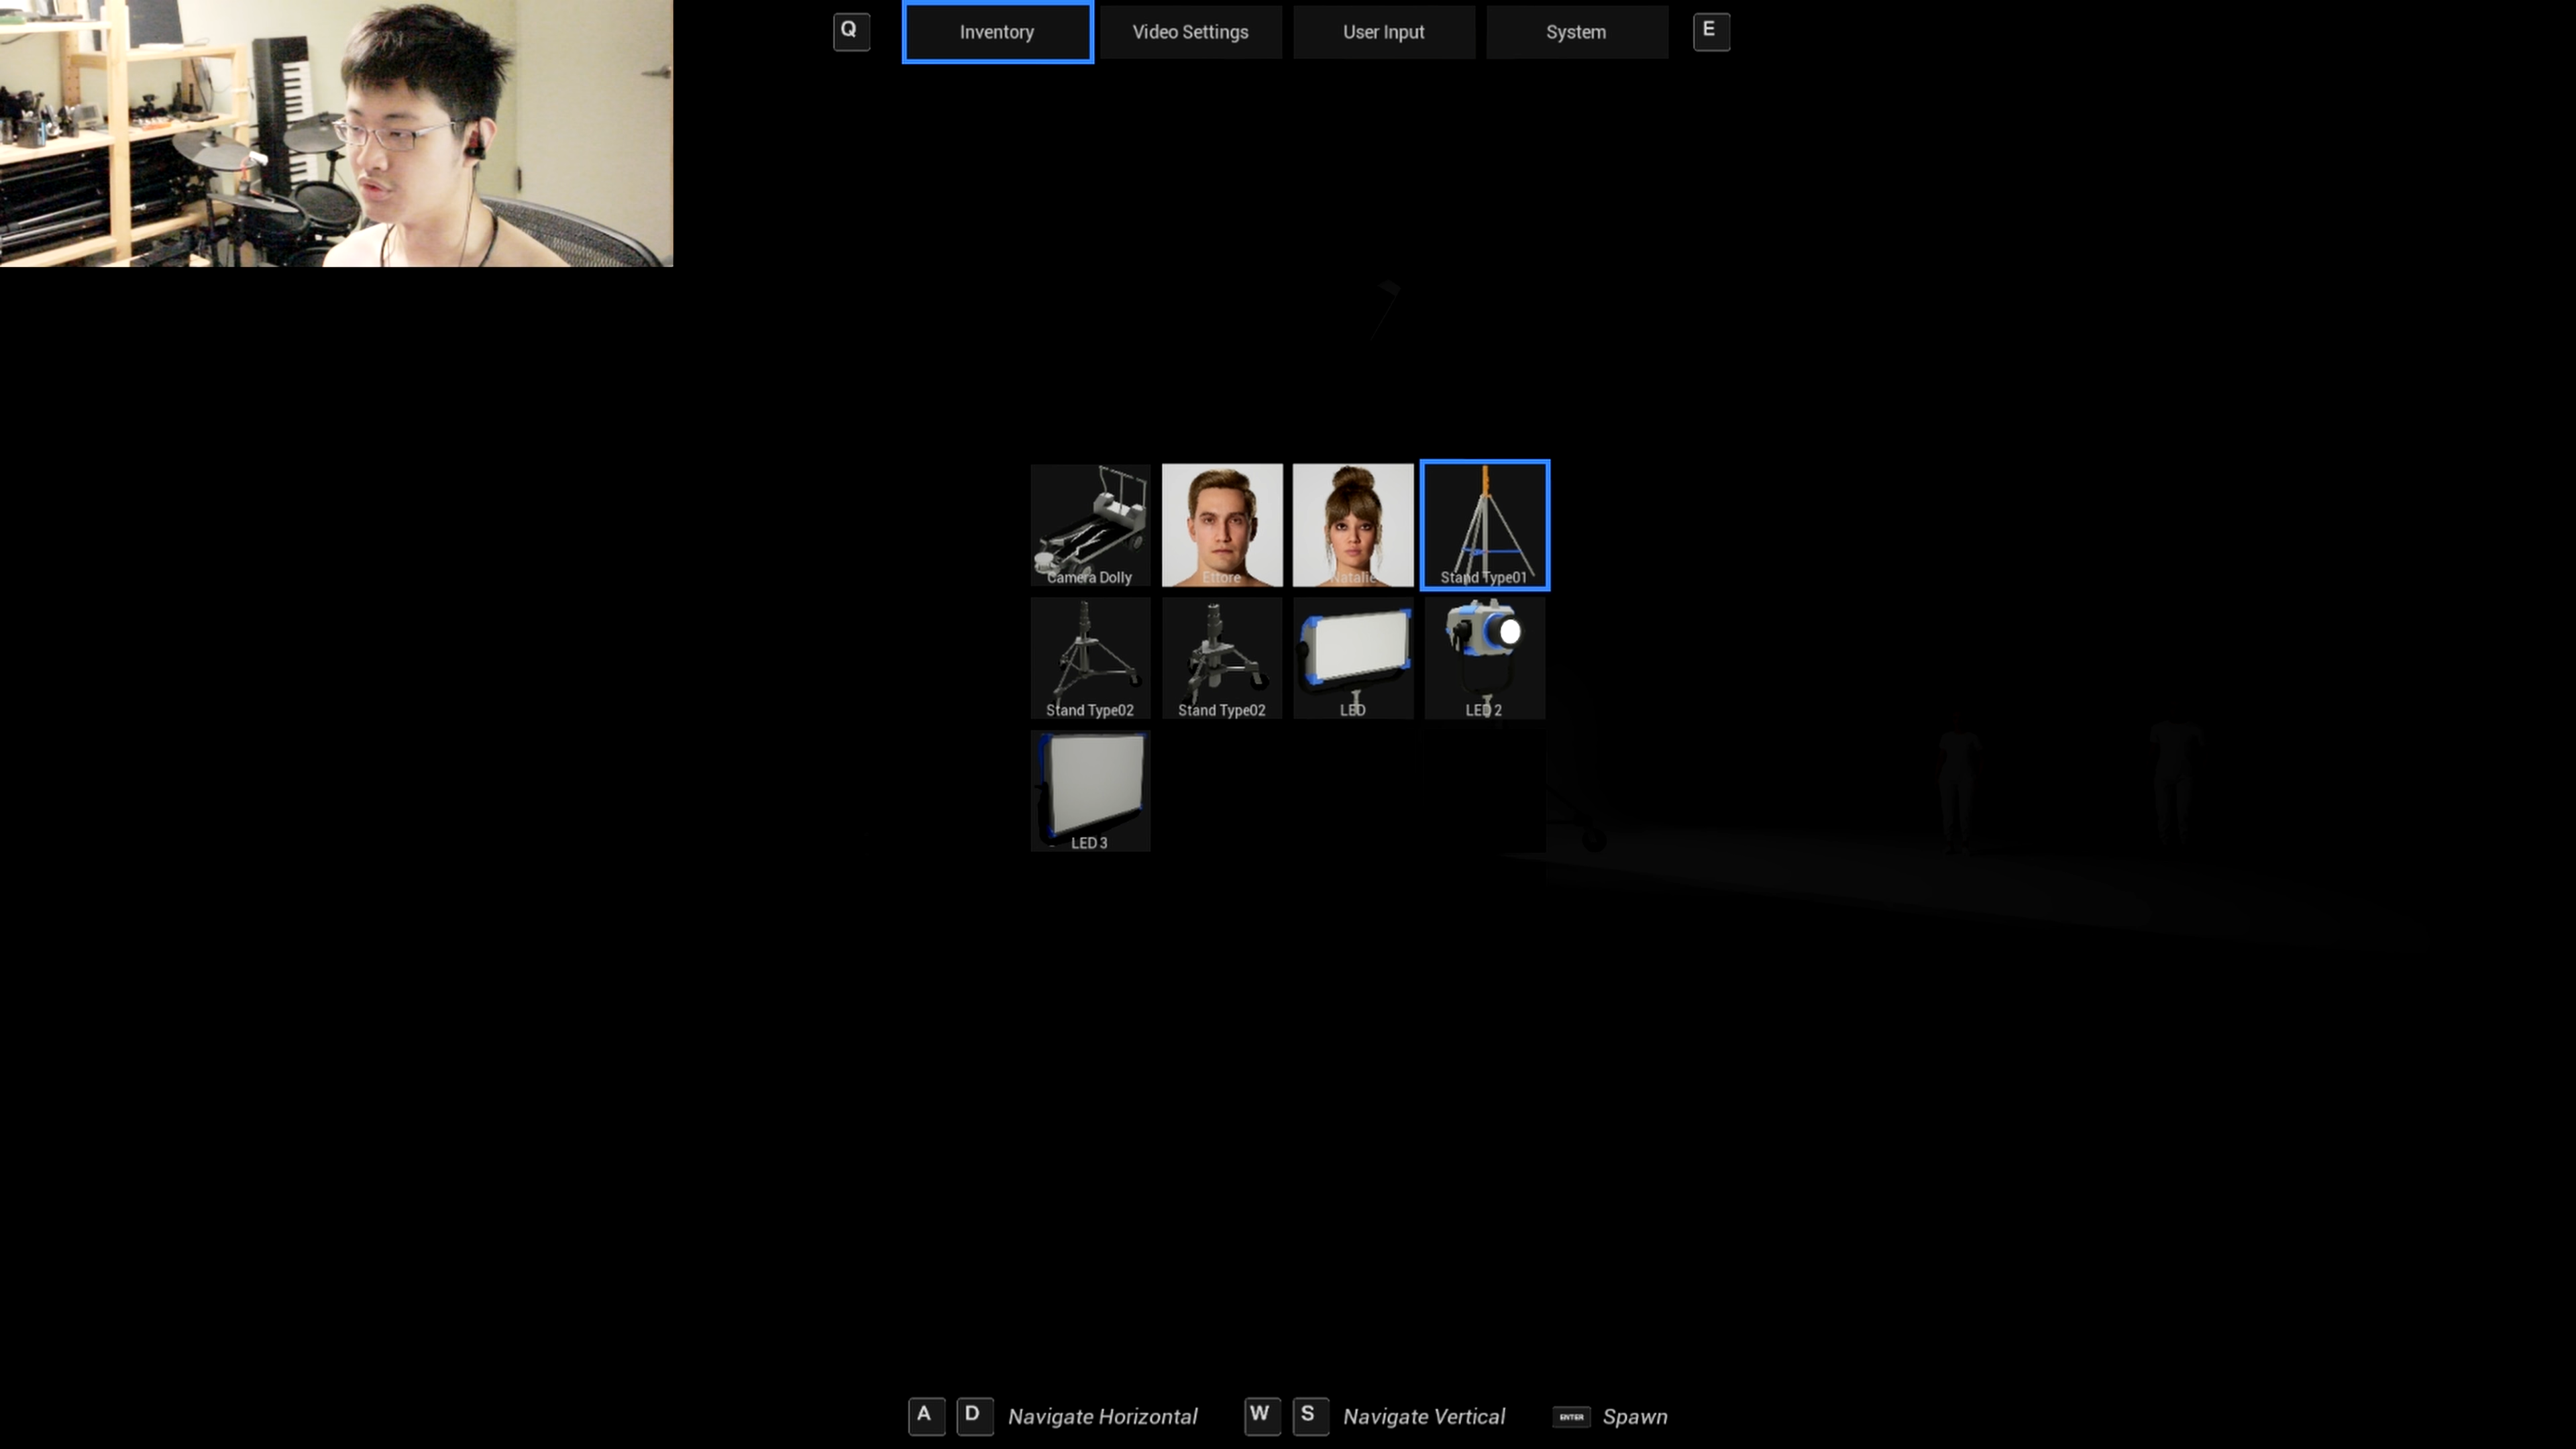 Q Inventory Video Settings User Input System E
Camera Dolly Ettore Natalie Stand Type01
Stand Type02 Stand Type02 LED LED 2
LED 3
A D Navigate Horizontal W S Navigate Vertical ENTER Spawn